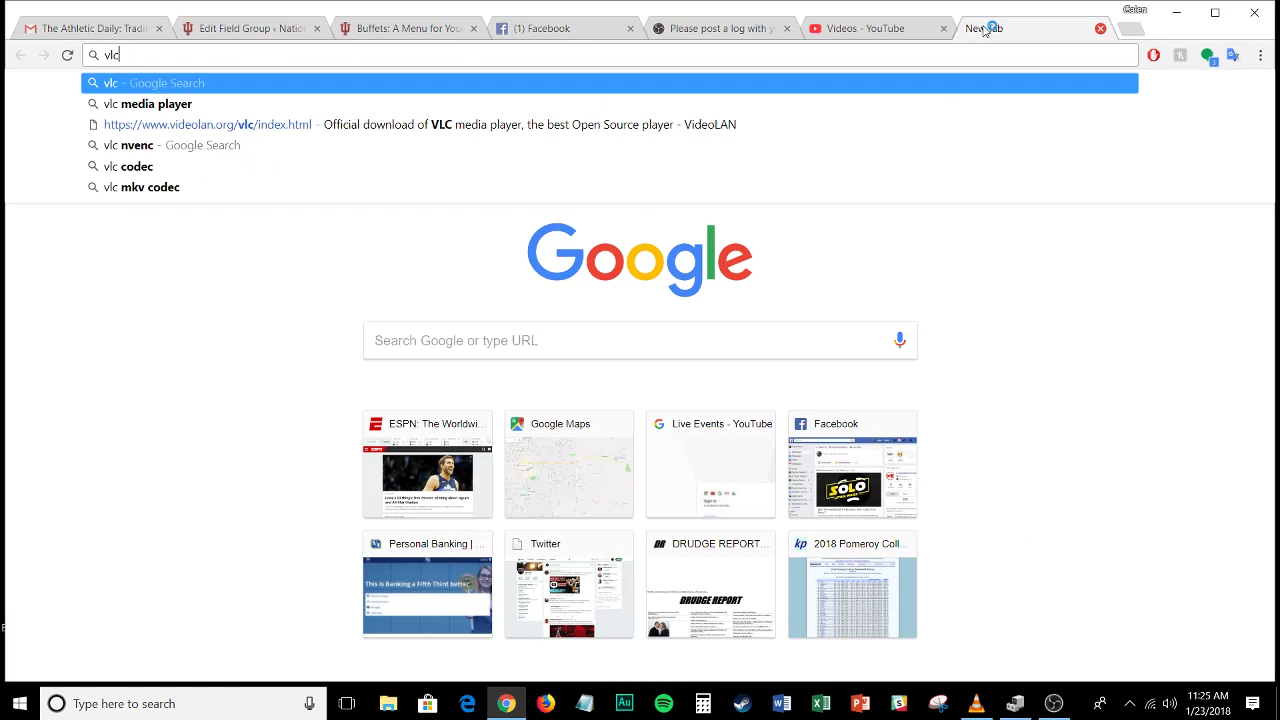 Calen
The Athletic Daily Tradi
Edit Field Group - Nation
Buffets: A Menu for You
(1) Facebook
Please post a log with yo
Videos - YouTube
New Tab
vlc
3
vlc - Google Search
vlc media player
https://www.videolan.org/vlc/index.html - Official download of VLC media player, the best Open Source player - VideoLAN
vlc nvenc - Google Search
vlc codec
vlc mkv codec
Google
Search Google or type URL
ESPN: The Worldwi...
Google Maps
Live Events - YouTube
Facebook
SOLO
Personal Banking | ...
Twitter
DRUDGE REPORT...
2018 Pomeroy Coll...
This is Banking a Fifth Third better
DRUDGE REPORT
Type here to search
11:25 AM
1/23/2018